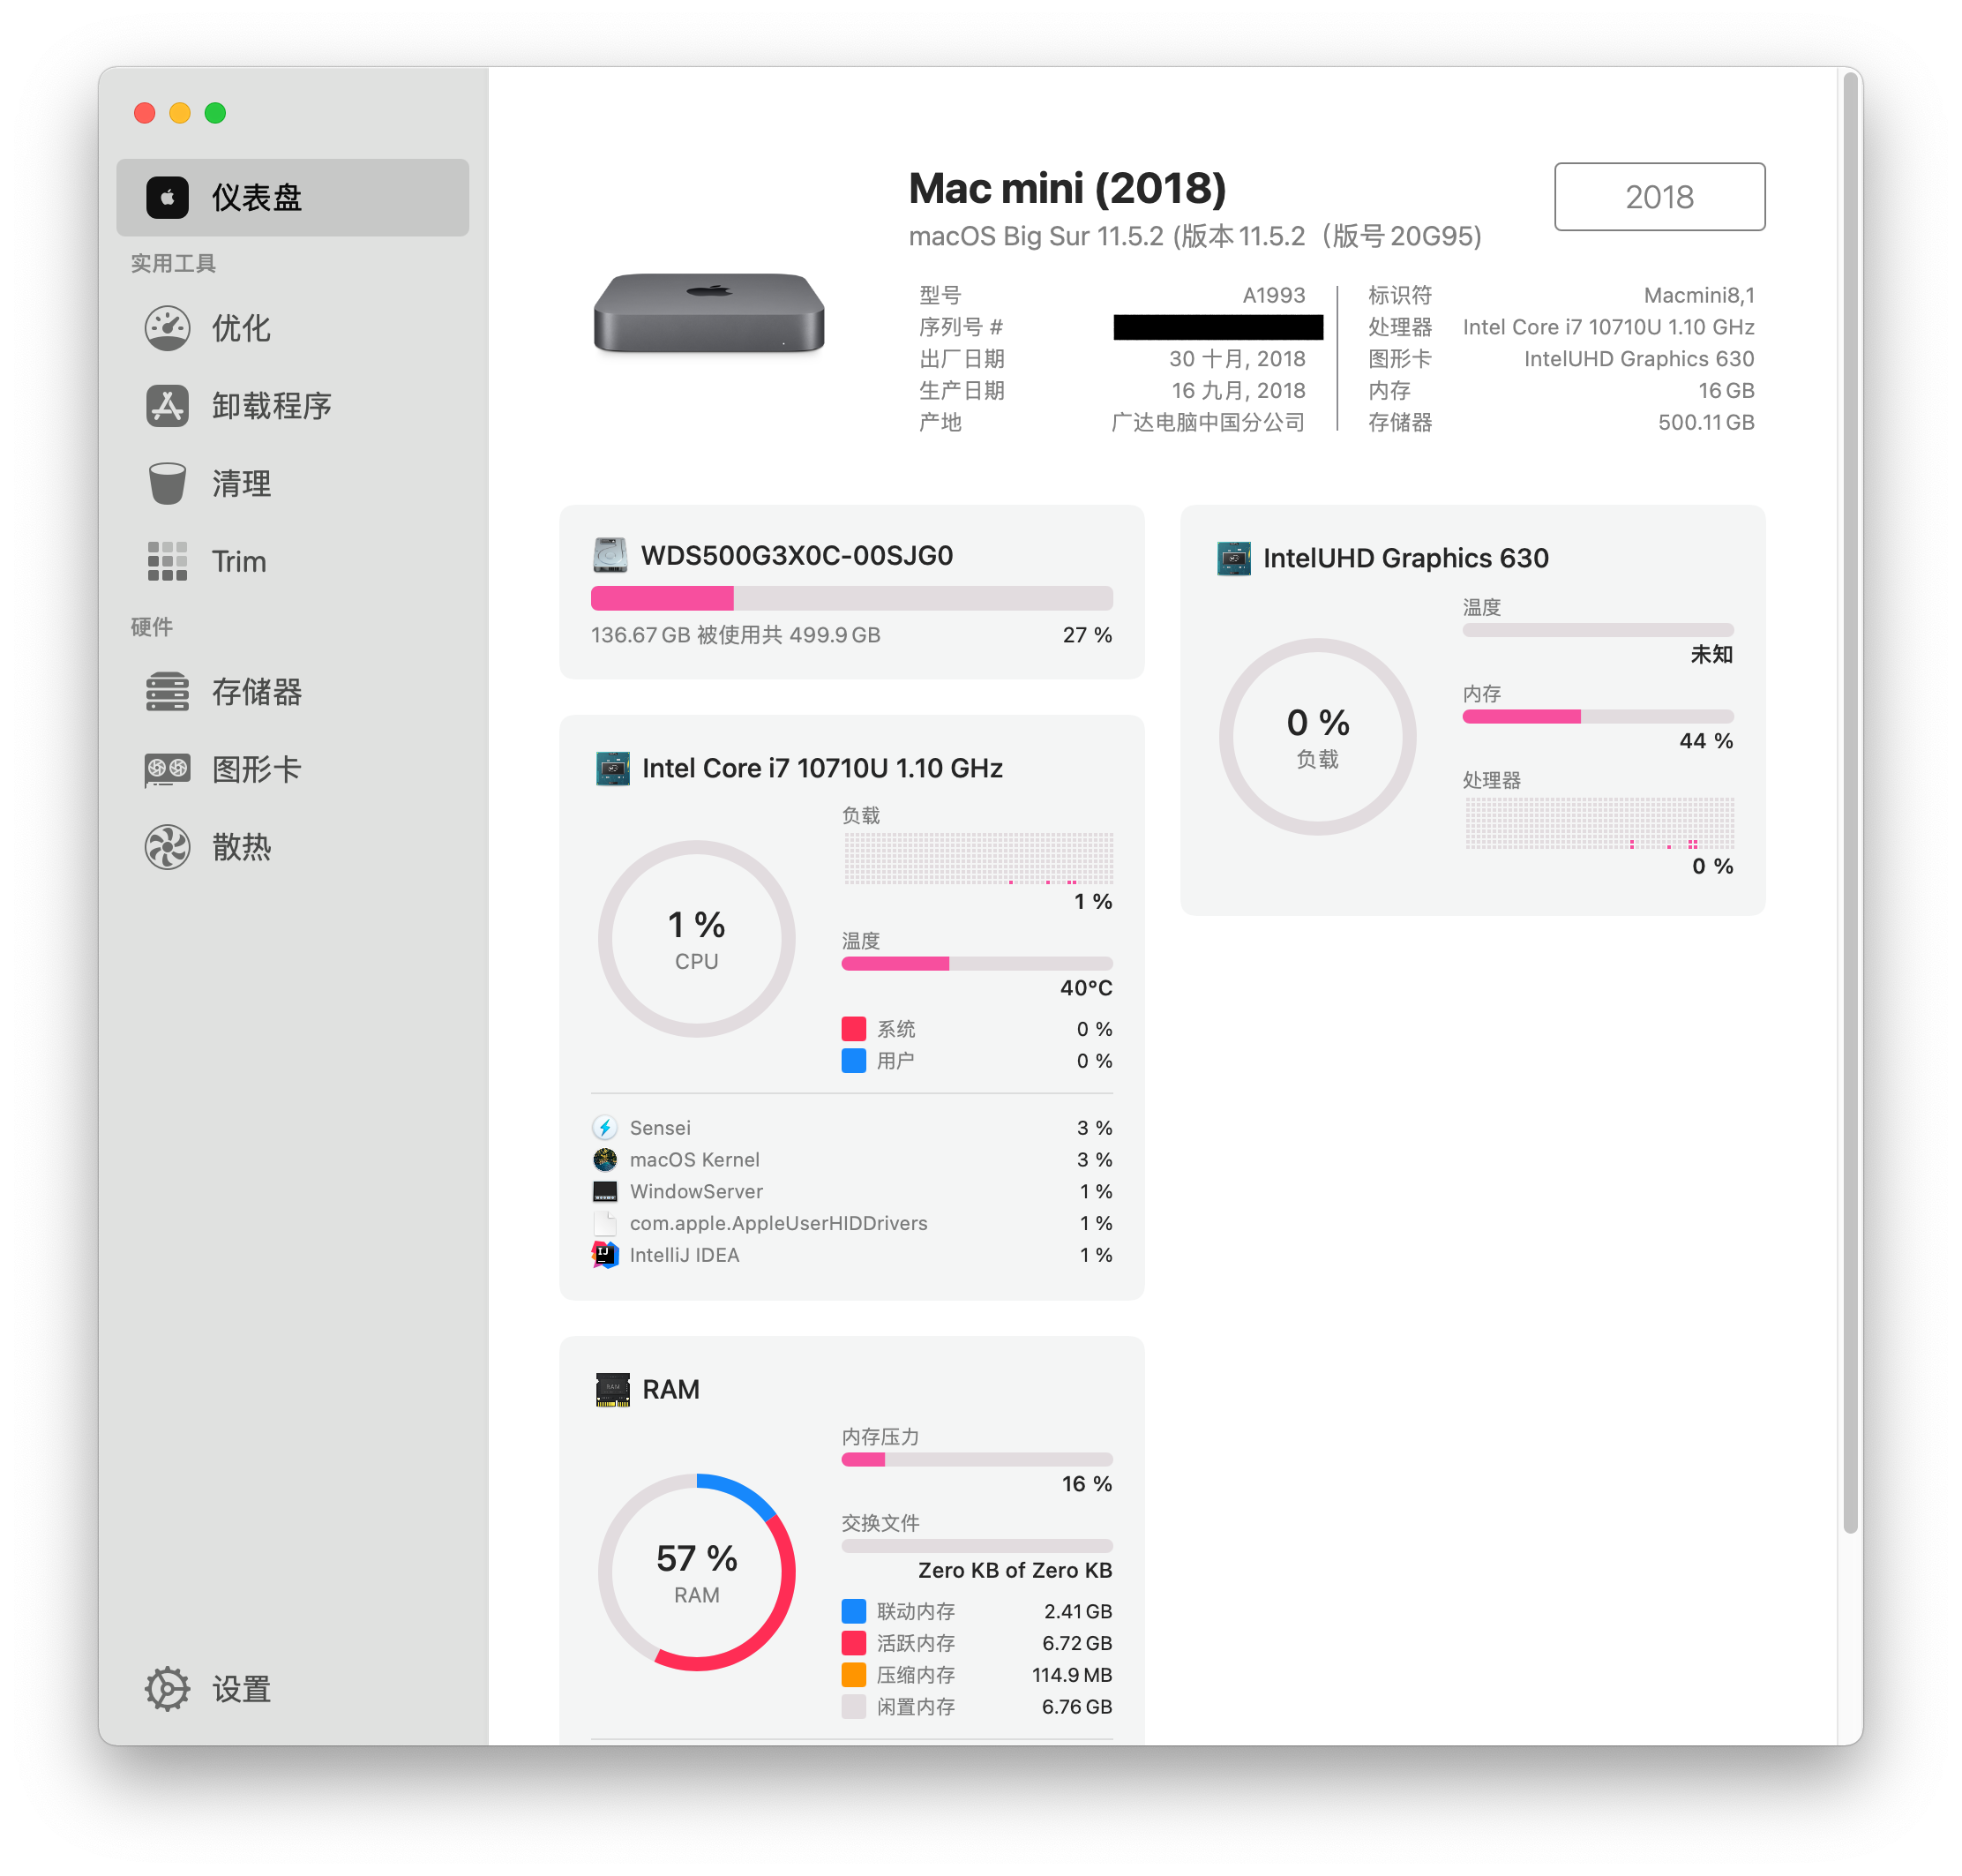 仪表盘
实用工具
优化
卸载程序
清理
Trim
硬件
存储器
图形卡
散热
设置
Mac mini (2018)
2018
macOS Big Sur 11.5.2 (版本 11.5.2（版号 20G95)
型号 A1993
序列号 #
出厂日期 30 十月, 2018
生产日期 16 九月, 2018
产地 广达电脑中国分公司
标识符 Macmini8,1
处理器 Intel Core i7 10710U 1.10 GHz
图形卡 IntelUHD Graphics 630
内存 16 GB
存储器 500.11 GB
WDS500G3X0C-00SJG0
136.67 GB 被使用共 499.9 GB 27 %
Intel Core i7 10710U 1.10 GHz
1 %
CPU
负载
1 %
温度
40°C
系统 0 %
用户 0 %
Sensei 3 %
macOS Kernel 3 %
WindowServer 1 %
com.apple.AppleUserHIDDrivers 1 %
IntelliJ IDEA 1 %
RAM
57 %
RAM
内存压力
16 %
交换文件
Zero KB of Zero KB
联动内存 2.41 GB
活跃内存 6.72 GB
压缩内存 114.9 MB
闲置内存 6.76 GB
IntelUHD Graphics 630
0 %
负载
温度
未知
内存
44 %
处理器
0 %